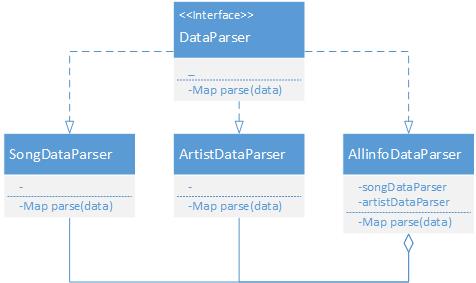 <<Interface>>
DataParser
-Map parse(data)
SongDataParser
-
-Map parse(data)
ArtistDataParser
-
-Map parse(data)
AllinfoDataParser
-songDataParser
-artistDataParser
-Map parse(data)